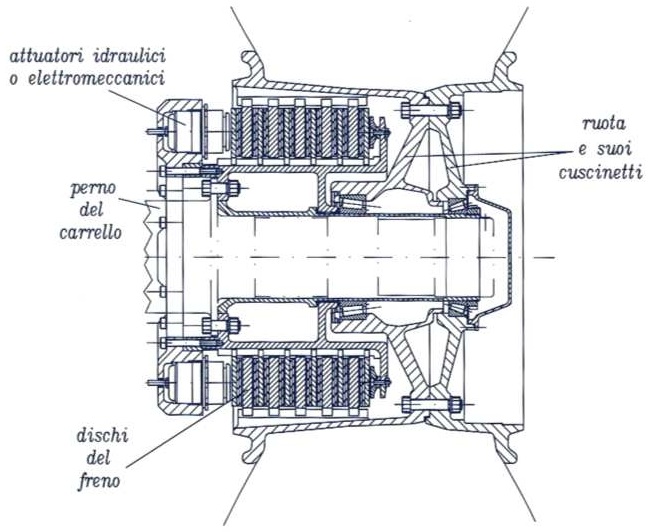 attuatori idraulici
o elettromeccanici
ruota
e suoi
cuscinetti
perno
del
carrello
dischi
del
freno